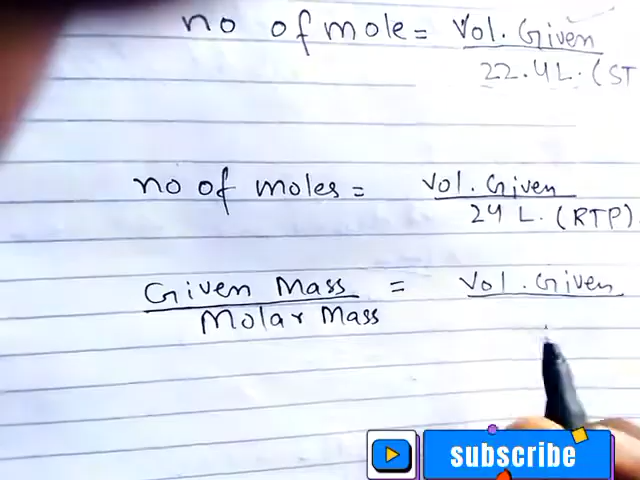 no of mole = Vol. Given
22.4L. (ST
no of moles = Vol. Given
24 L. (RTP)
Given Mass = Vol. Given
Molar Mass
subscribe